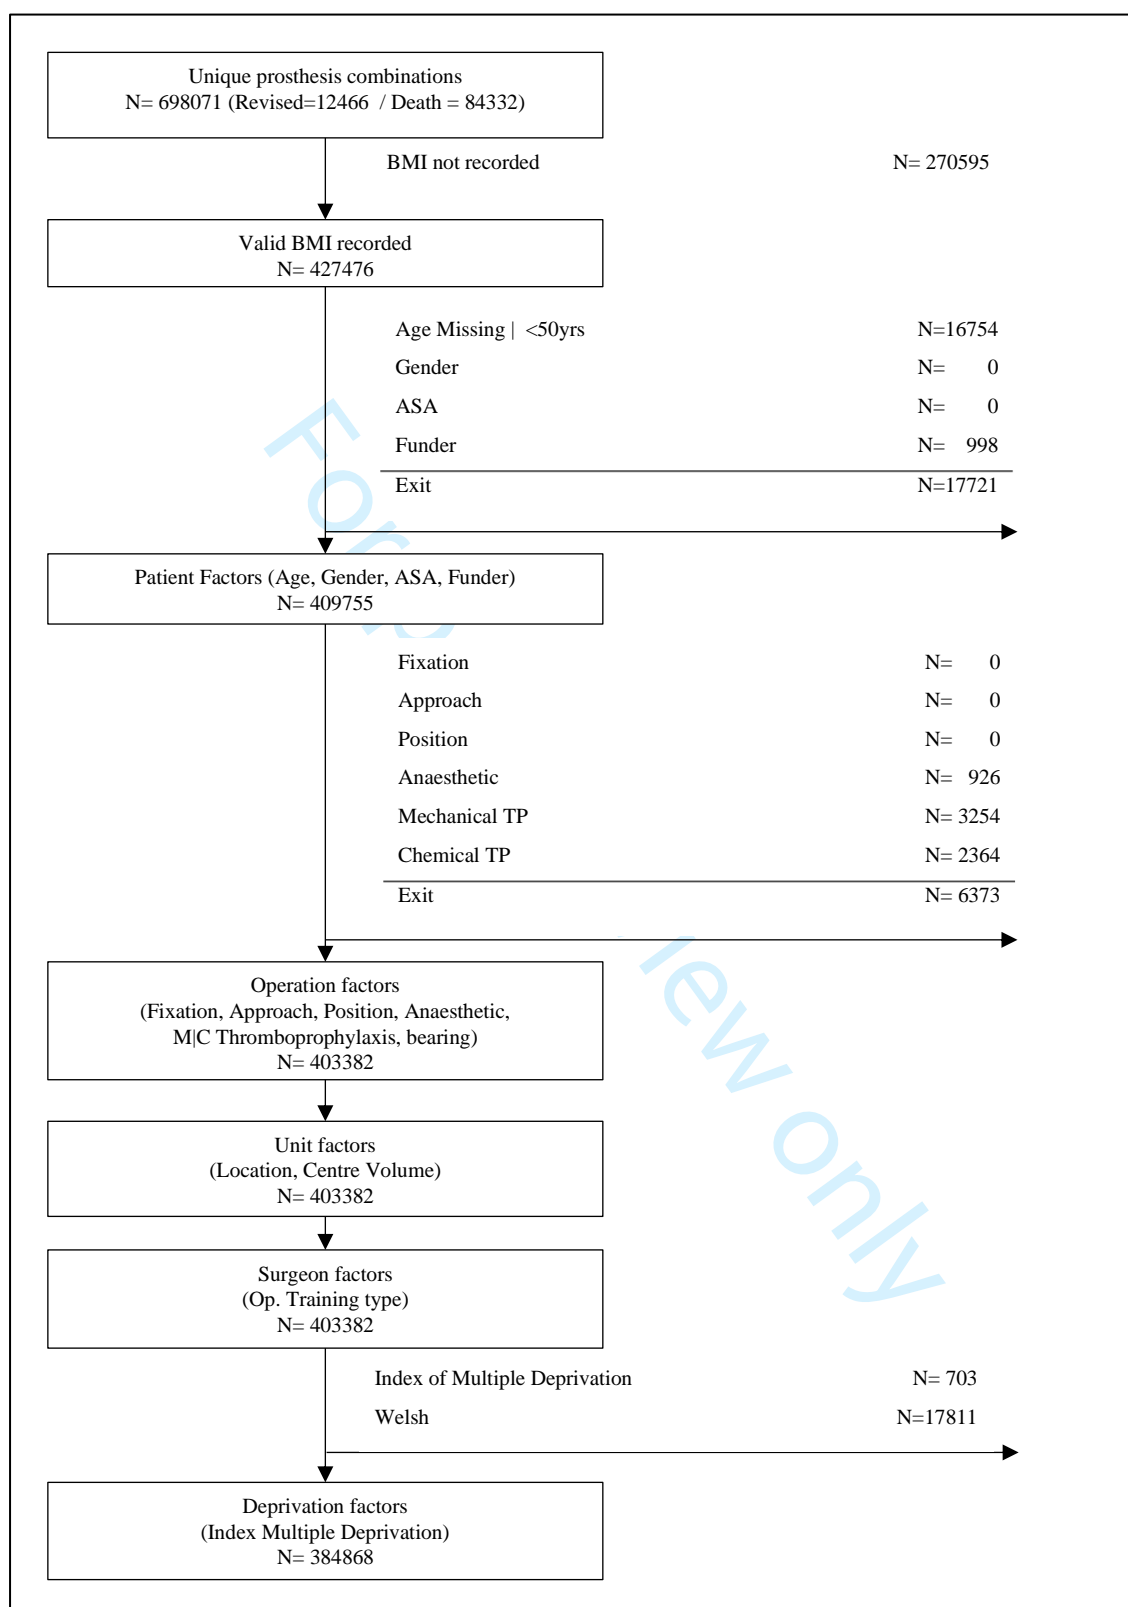 Unique prosthesis combinations
N= 698071 (Revised=12466 / Death = 84332)
BMI not recorded N= 270595
Valid BMI recorded
N= 427476
Age Missing | <50yrs N=16754
Gender N= 0
ASA N= 0
Funder N= 998
Exit N=17721
Patient Factors (Age, Gender, ASA, Funder)
N= 409755
Fixation N= 0
Approach N= 0
Position N= 0
Anaesthetic N= 926
Mechanical TP N= 3254
Chemical TP N= 2364
Exit N= 6373
Operation factors
(Fixation, Approach, Position, Anaesthetic,
M|C Thromboprophylaxis, bearing)
N= 403382
Unit factors
(Location, Centre Volume)
N= 403382
Surgeon factors
(Op. Training type)
N= 403382
Index of Multiple Deprivation N= 703
Welsh N=17811
Deprivation factors
(Index Multiple Deprivation)
N= 384868
For only